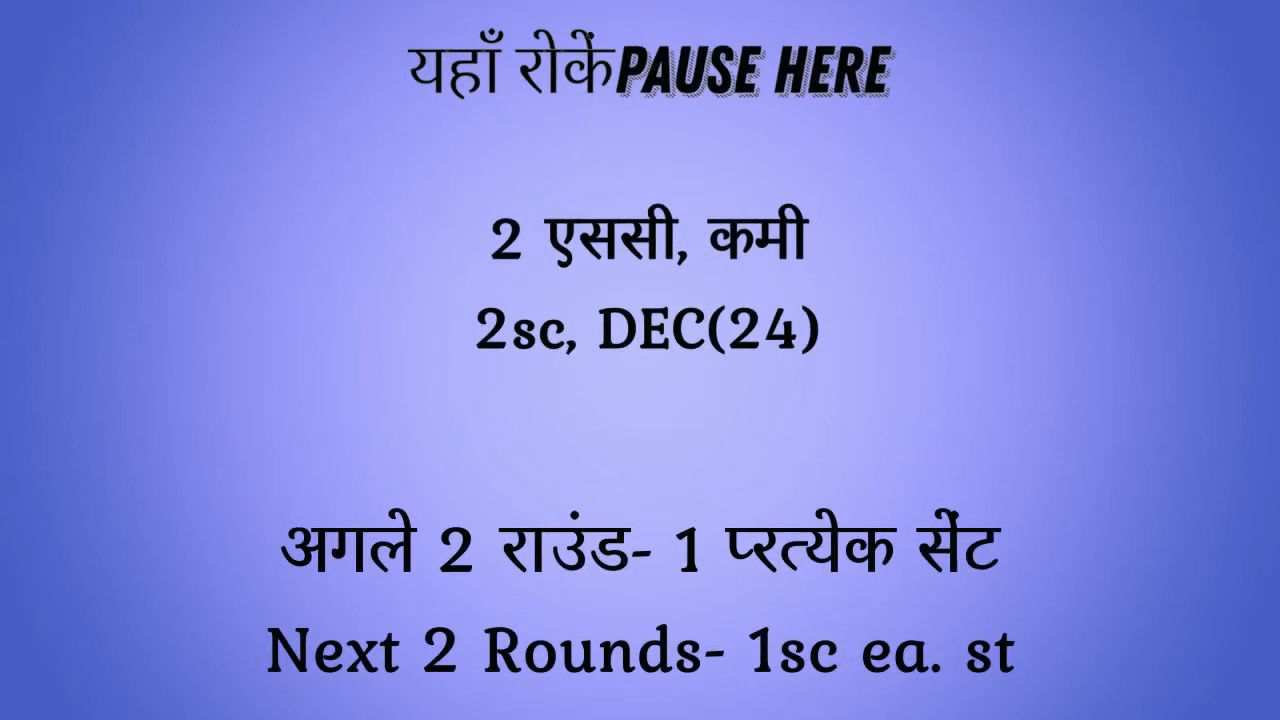 यहाँ रोकें PAUSE HERE
2 एससी, कमी
2sc, DEC(24)
अगले 2 राउंड- 1 प्रत्येक सेंट
Next 2 Rounds- 1sc ea. st